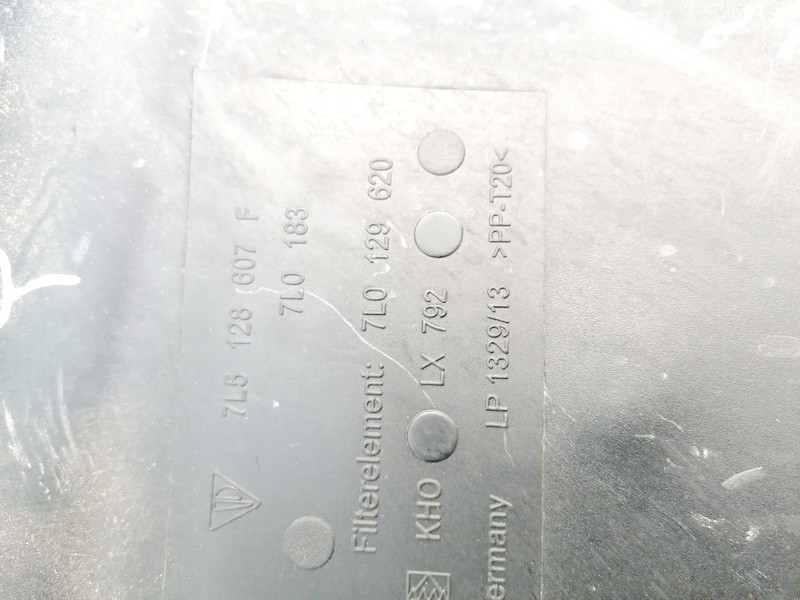 7L5 128 607 F
7L0 183
Filterelement: 7L0 129 620
KHO LX 792
ermany LP 1329/13 >PP-T20<